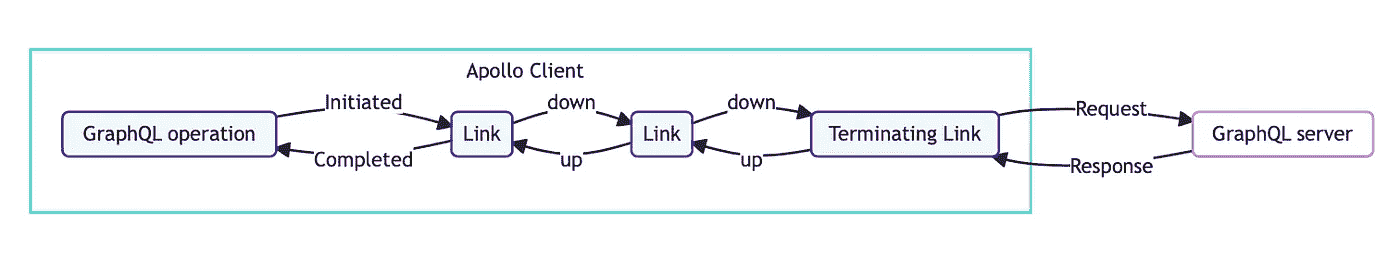 Apollo Client
Initiated
down
down
Request
GraphQL operation
Link
Link
Terminating Link
GraphQL server
Completed
up
up
Response